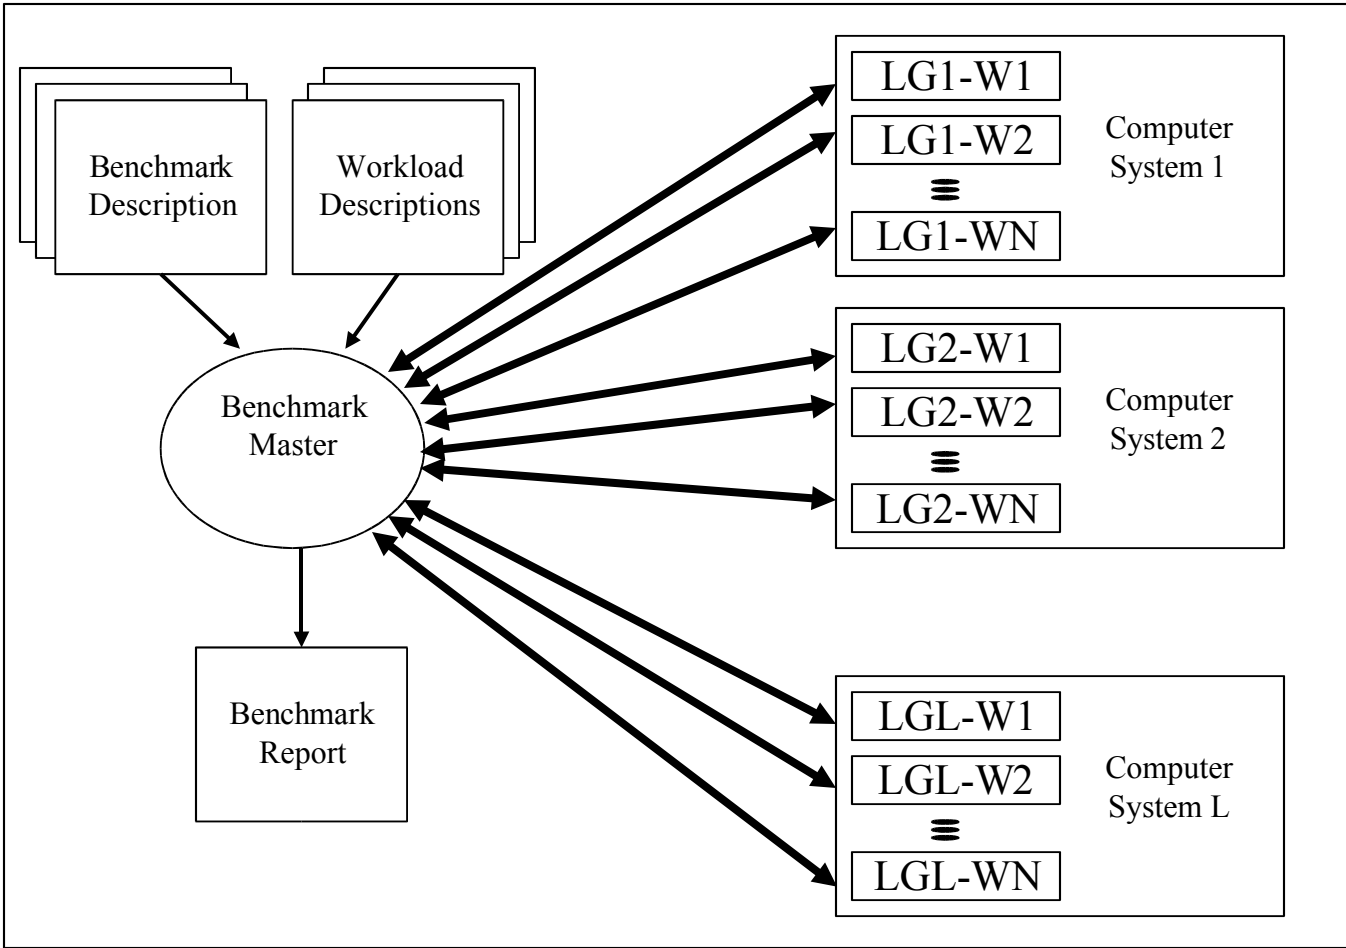 Benchmark
Description
Workload
Descriptions
Benchmark
Master
Benchmark
Report
LG1-W1
LG1-W2
LG1-WN
Computer
System 1
LG2-W1
LG2-W2
LG2-WN
Computer
System 2
LGL-W1
LGL-W2
LGL-WN
Computer
System L